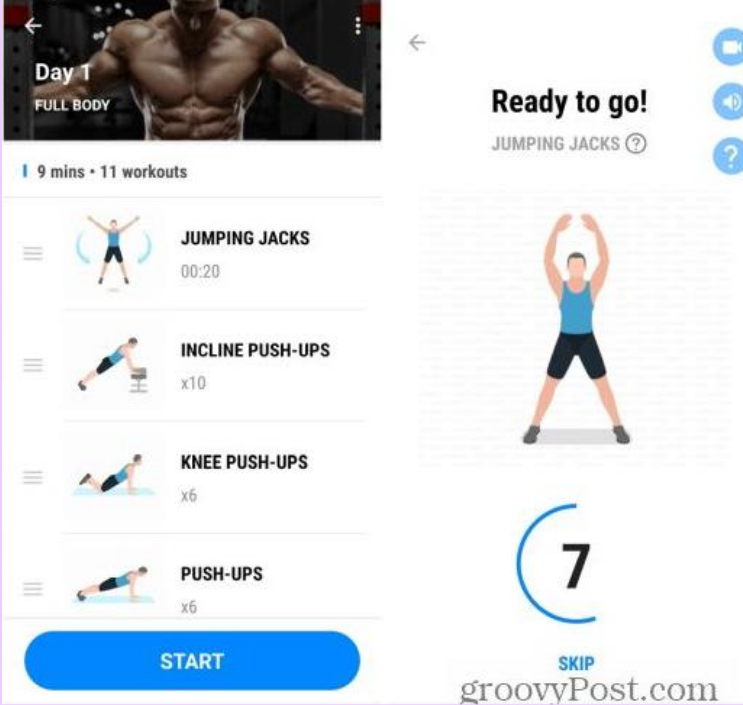 Day 1
FULL BODY
9 mins • 11 workouts
JUMPING JACKS
00:20
INCLINE PUSH-UPS
x10
KNEE PUSH-UPS
x6
PUSH-UPS
x6
START
Ready to go!
JUMPING JACKS ?
?
7
SKIP
groovyPost.com